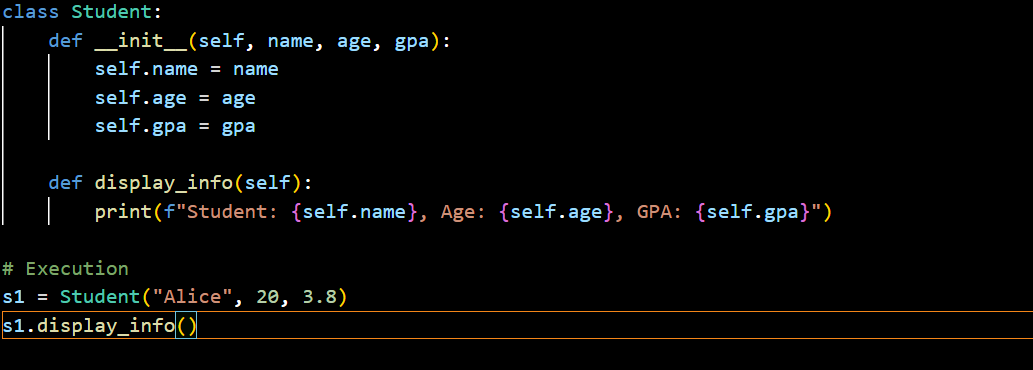 class Student:
    def __init__(self, name, age, gpa):
        self.name = name
        self.age = age
        self.gpa = gpa

    def display_info(self):
        print(f"Student: {self.name}, Age: {self.age}, GPA: {self.gpa}")

# Execution
s1 = Student("Alice", 20, 3.8)
s1.display_info()